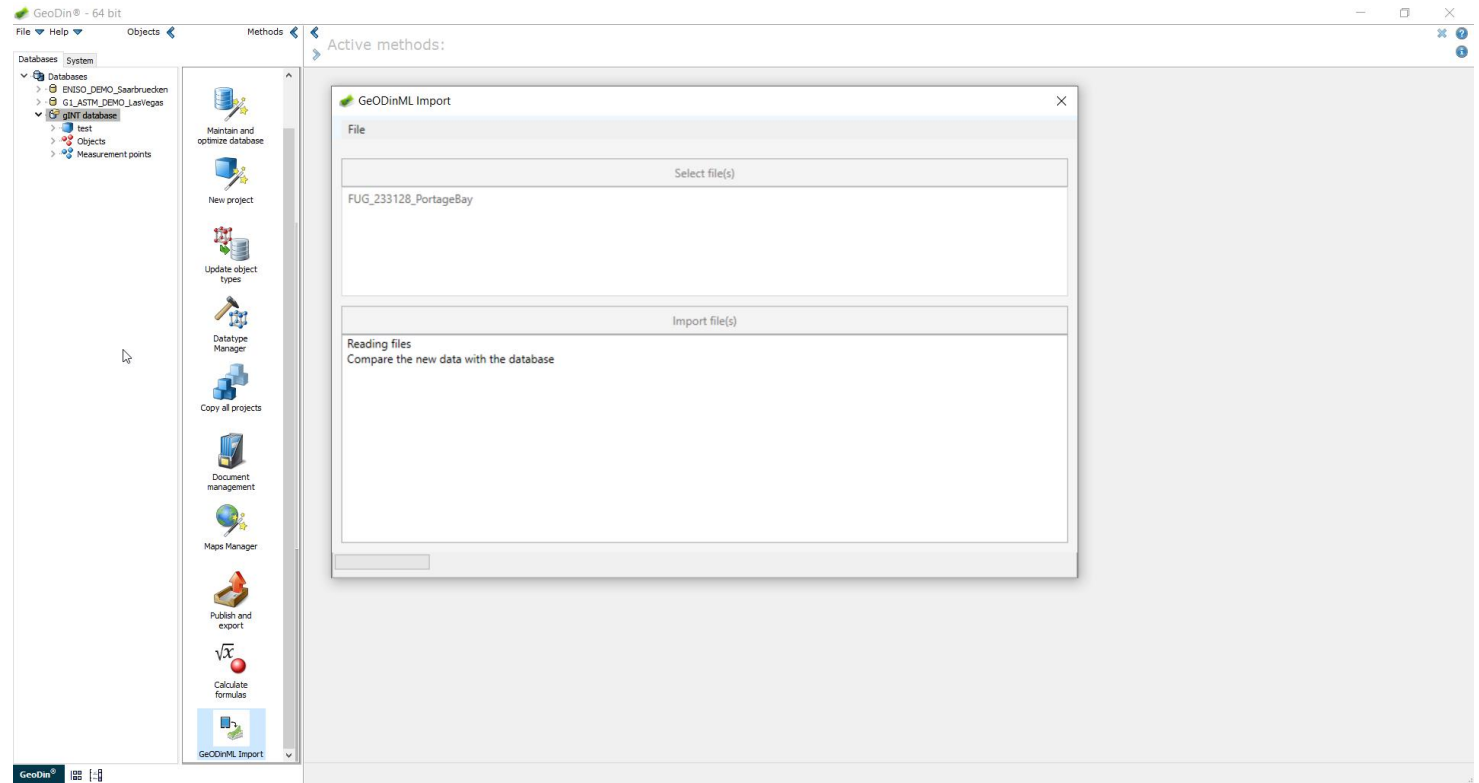 GeoDin® - 64 bit
File Help Objects Methods
Active methods:
Databases System
Databases
ENISO_DEMO_Saarbruecken
G1_ASTM_DEMO_LasVegas
gINT database
test
Objects
Measurement points
Maintain and
optimize database
New project
Update object
types
Datatype
Manager
Copy all projects
Document
management
Maps Manager
Publish and
export
√x
Calculate
formulas
GeODinML Import
GeODinML Import
File
Select file(s)
FUG_233128_PortageBay
Import file(s)
Reading files
Compare the new data with the database
GeoDin®